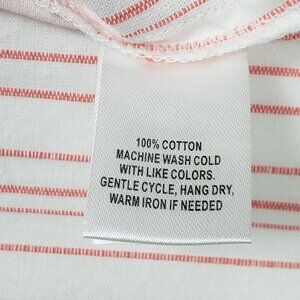 100% COTTON
MACHINE WASH COLD
WITH LIKE COLORS.
GENTLE CYCLE, HANG DRY,
WARM IRON IF NEEDED